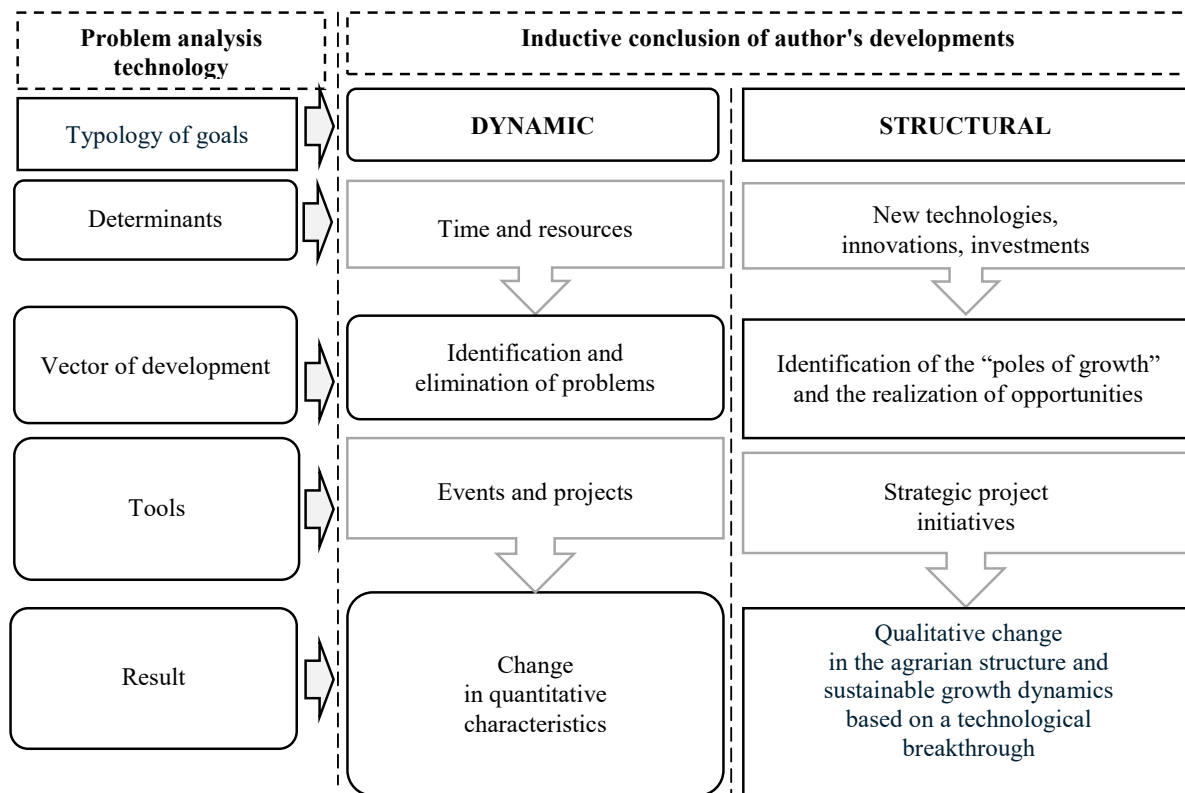 Problem analysis
technology
Inductive conclusion of author's developments
Typology of goals
DYNAMIC
STRUCTURAL
Determinants
Time and resources
New technologies,
innovations, investments
Vector of development
Identification and
elimination of problems
Identification of the “poles of growth”
and the realization of opportunities
Tools
Events and projects
Strategic project
initiatives
Result
Change
in quantitative
characteristics
Qualitative change
in the agrarian structure and
sustainable growth dynamics
based on a technological
breakthrough